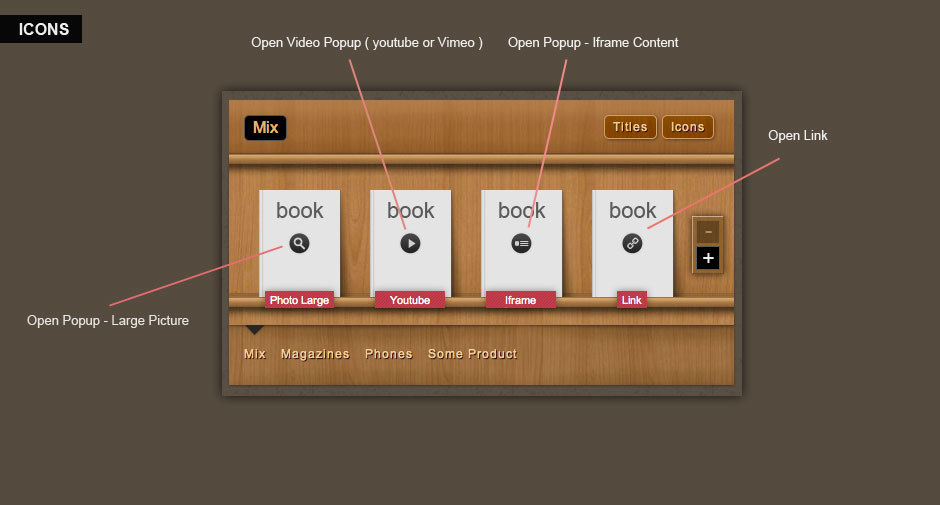 ICONS
Open Video Popup ( youtube or Vimeo )
Open Popup - Iframe Content
Open Link
Mix
Titles
Icons
book
book
book
book
-
+
Photo Large
Youtube
Iframe
Link
Open Popup - Large Picture
Mix
Magazines
Phones
Some Product